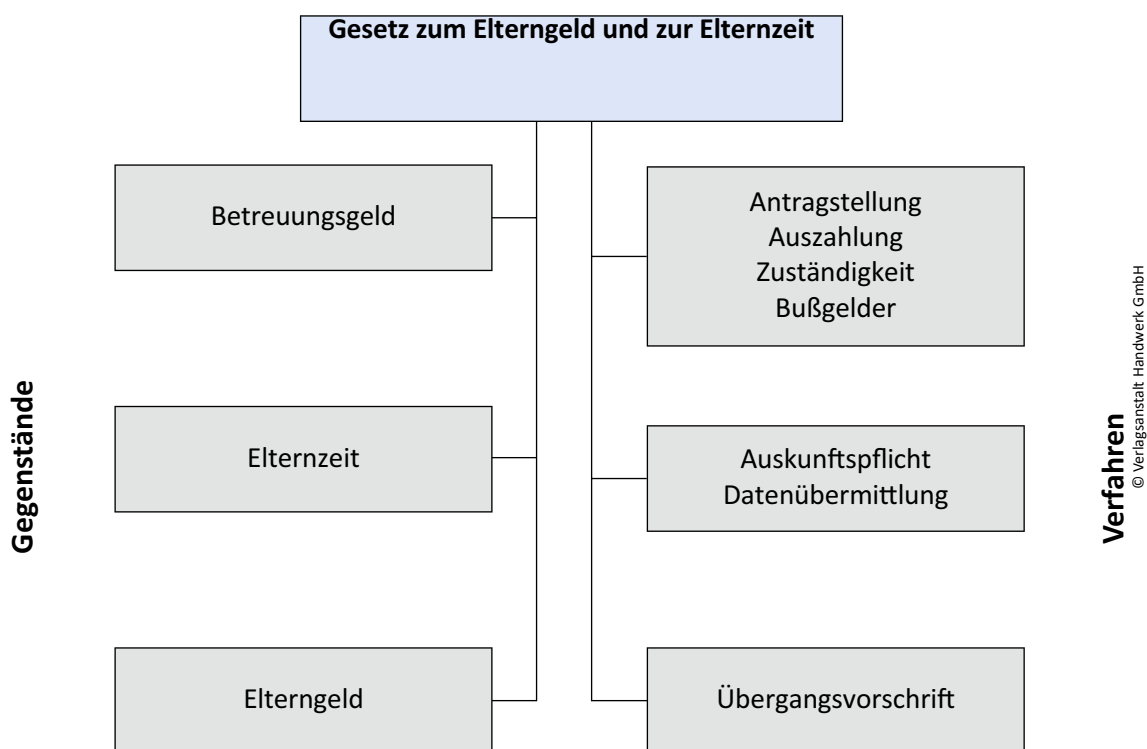 Gesetz zum Elterngeld und zur Elternzeit
Gegenstände
Betreuungsgeld
Elternzeit
Elterngeld
Antragstellung
Auszahlung
Zuständigkeit
Bußgelder
Auskunftspflicht
Datenübermittlung
Übergangsvorschrift
Verfahren
© Verlagsanstalt Handwerk GmbH